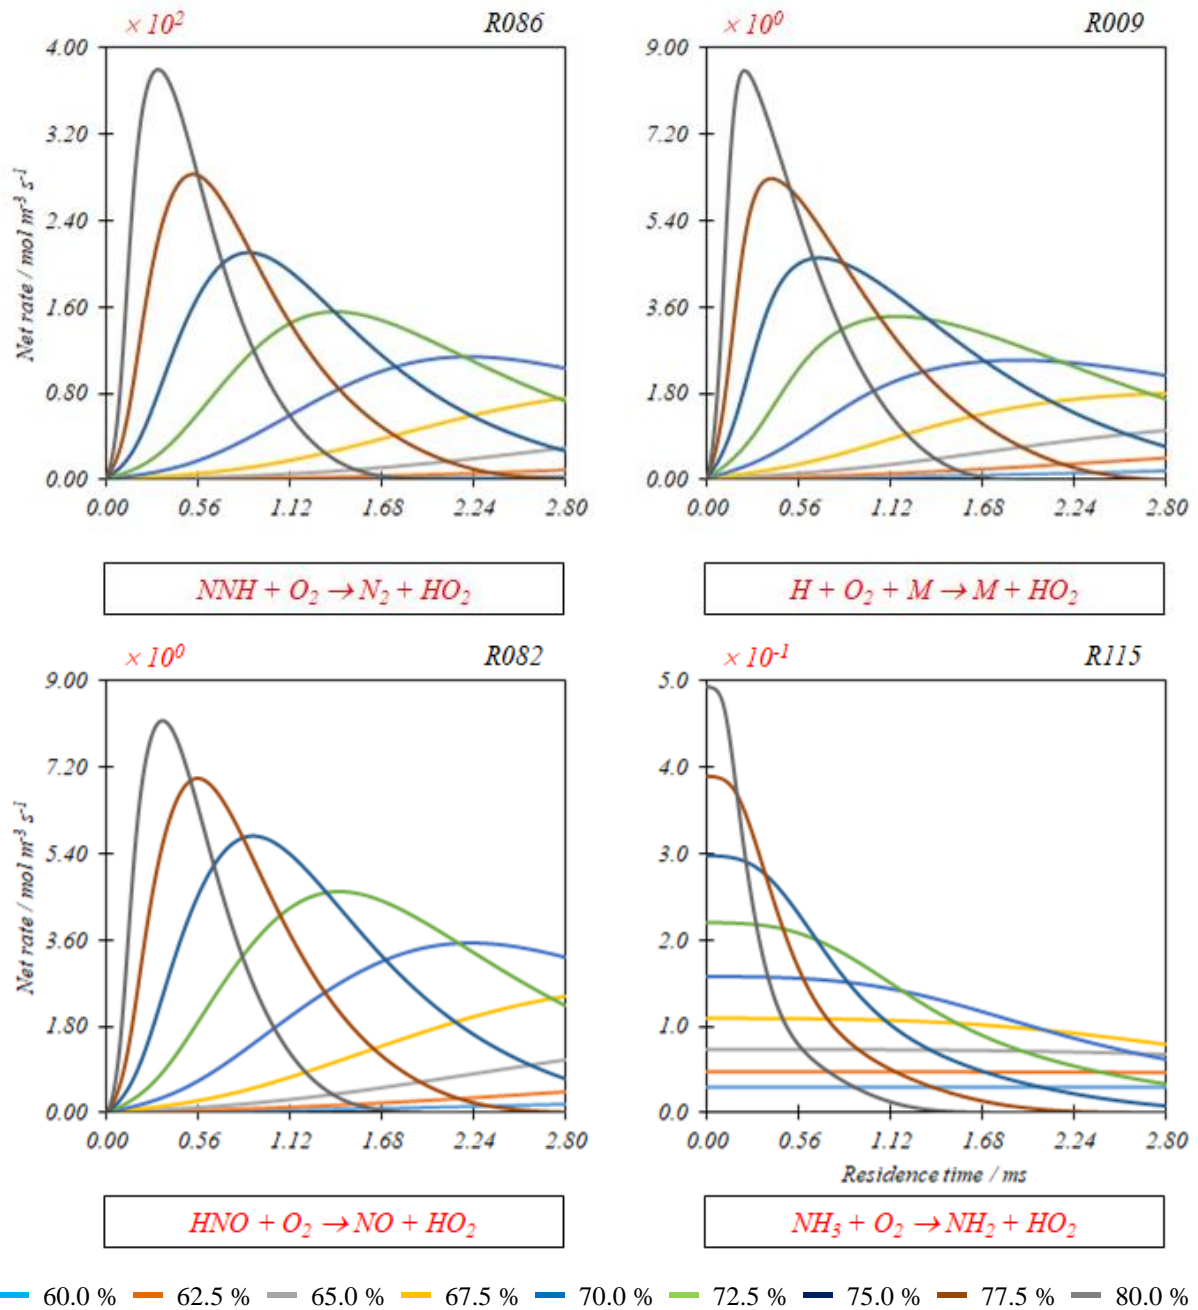 × 10² R086
4.00
3.20
2.40
1.60
0.80
0.00
0.00 0.56 1.12 1.68 2.24 2.80
Net rate / mol m⁻³ s⁻¹
NNH + O₂ → N₂ + HO₂
× 10⁰ R009
9.00
7.20
5.40
3.60
1.80
0.00
0.00 0.56 1.12 1.68 2.24 2.80
H + O₂ + M → M + HO₂
× 10⁰ R082
9.00
7.20
5.40
3.60
1.80
0.00
0.00 0.56 1.12 1.68 2.24 2.80
Net rate / mol m⁻³ s⁻¹
HNO + O₂ → NO + HO₂
× 10⁻¹ R115
5.0
4.0
3.0
2.0
1.0
0.0
0.00 0.56 1.12 1.68 2.24 2.80
Residence time / ms
NH₃ + O₂ → NH₂ + HO₂
60.0 % 62.5 % 65.0 % 67.5 % 70.0 % 72.5 % 75.0 % 77.5 % 80.0 %